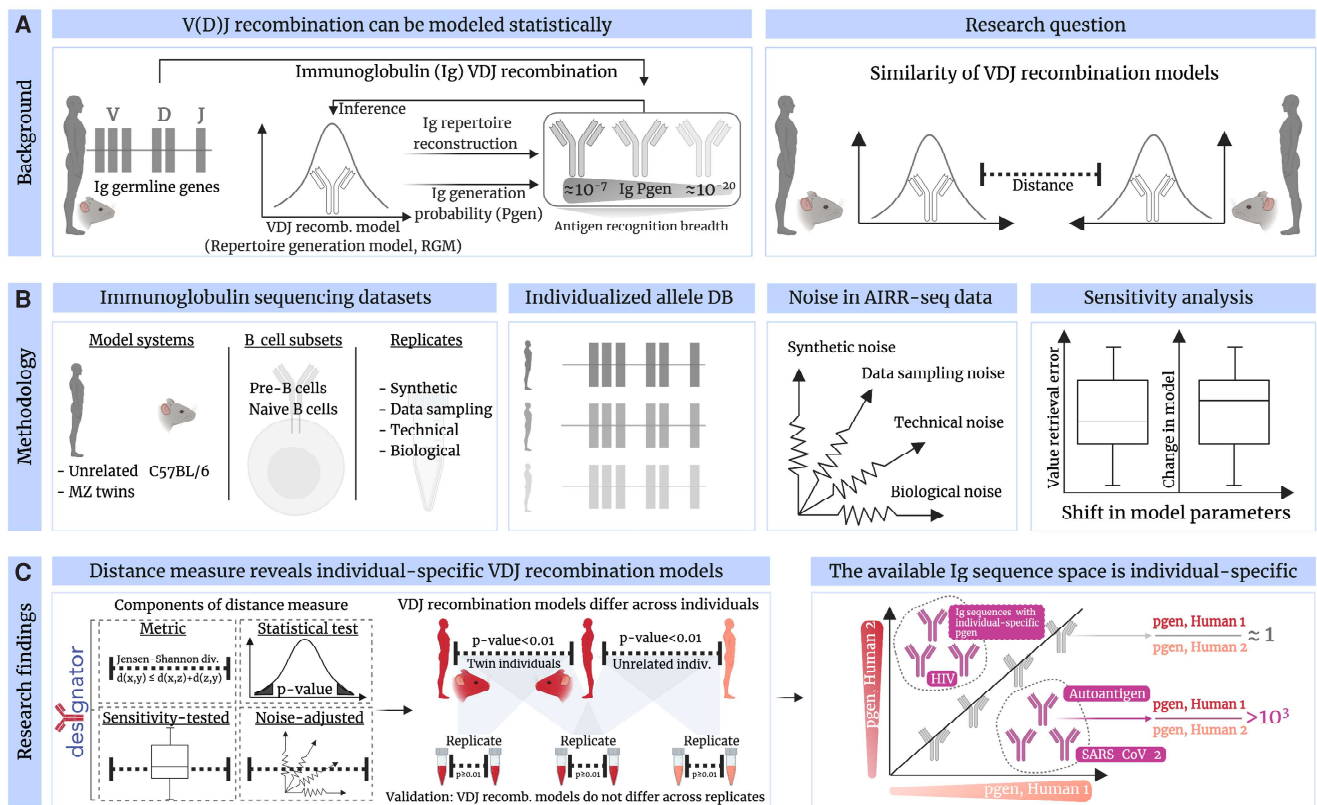 A
Background
V(D)J recombination can be modeled statistically
Immunoglobulin (Ig) VDJ recombination
V D J
Ig germline genes
Inference
VDJ recomb. model
(Repertoire generation model, RGM)
Ig repertoire
reconstruction
Ig generation
probability (Pgen)
≈10⁻⁷ Ig Pgen ≈10⁻²⁰
Antigen recognition breadth
Research question
Similarity of VDJ recombination models
Distance
B
Methodology
Immunoglobulin sequencing datasets
Model systems
- Unrelated C57BL/6
- MZ twins
B cell subsets
Pre-B cells
Naive B cells
Replicates
- Synthetic
- Data sampling
- Technical
- Biological
Individualized allele DB
Noise in AIRR-seq data
Synthetic noise
Data sampling noise
Technical noise
Biological noise
Sensitivity analysis
Value retrieval error
Change in model
Shift in model parameters
C
Research findings
Distance measure reveals individual-specific VDJ recombination models
desYgnator
Components of distance measure
Metric
Jensen-Shannon div.
d(x,y) ≤ d(x,z)+d(z,y)
Statistical test
p-value
Sensitivity-tested
Noise-adjusted
VDJ recombination models differ across individuals
p-value<0.01
Twin individuals
p-value<0.01
Unrelated indiv.
Replicate
p≥0.01
Replicate
p≥0.01
Replicate
p≥0.01
Validation: VDJ recomb. models do not differ across replicates
The available Ig sequence space is individual-specific
pgen, Human 2
pgen, Human 1
Ig sequences with
individual-specific
pgen
HIV
Autoantigen
SARS CoV 2
pgen, Human 1
pgen, Human 2
≈ 1
pgen, Human 1
pgen, Human 2
>10³